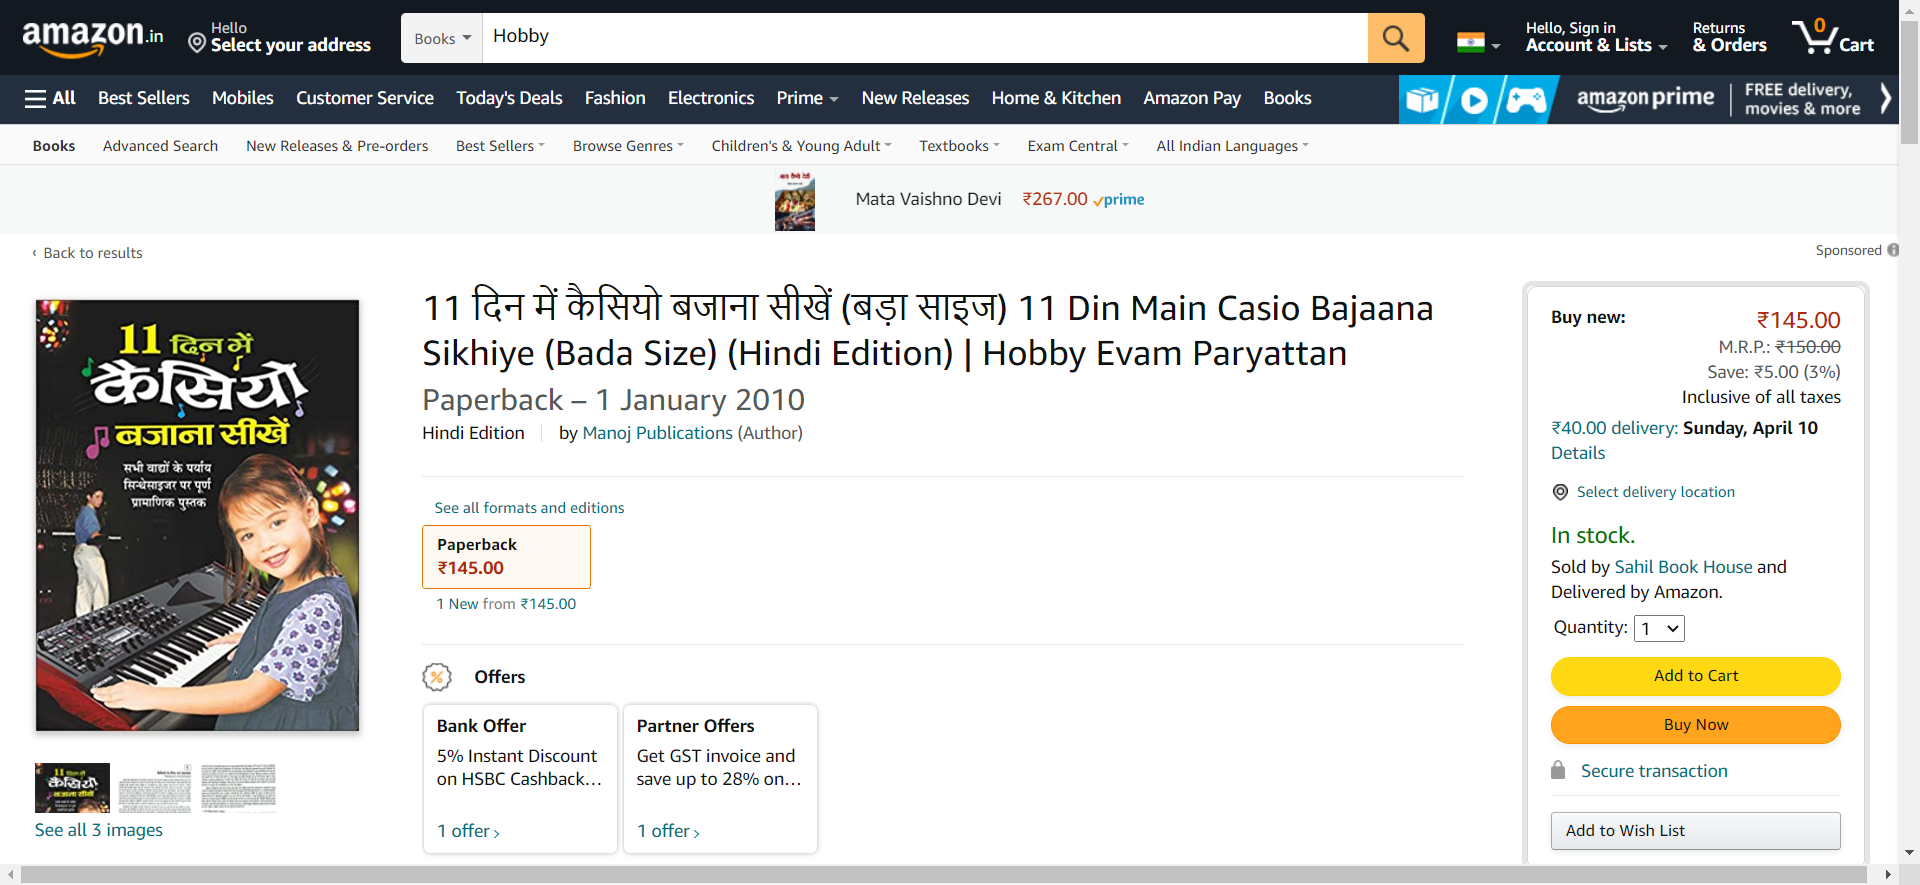 amazon.in
Hello
Select your address
Books
Hobby
Hello, Sign in
Account & Lists
Returns
& Orders
0
Cart
All
Best Sellers
Mobiles
Customer Service
Today's Deals
Fashion
Electronics
Prime
New Releases
Home & Kitchen
Amazon Pay
Books
amazon prime
FREE delivery,
movies & more
Books
Advanced Search
New Releases & Pre-orders
Best Sellers
Browse Genres
Children's & Young Adult
Textbooks
Exam Central
All Indian Languages
Mata Vaishno Devi
₹267.00
prime
‹ Back to results
Sponsored
11 दिन में
कैसियो
बजाना सीखें
सभी वाद्यों के पर्याय
सिन्थेसाइजर पर पूर्ण
प्रामाणिक पुस्तक
See all 3 images
11 दिन में कैसियो बजाना सीखें (बड़ा साइज) 11 Din Main Casio Bajaana
Sikhiye (Bada Size) (Hindi Edition) | Hobby Evam Paryattan
Paperback – 1 January 2010
Hindi Edition
by Manoj Publications (Author)
See all formats and editions
Paperback
₹145.00
1 New from ₹145.00
Offers
Bank Offer
5% Instant Discount
on HSBC Cashback...
1 offer ›
Partner Offers
Get GST invoice and
save up to 28% on...
1 offer ›
Buy new:
₹145.00
M.R.P.: ₹150.00
Save: ₹5.00 (3%)
Inclusive of all taxes
₹40.00 delivery: Sunday, April 10
Details
Select delivery location
In stock.
Sold by Sahil Book House and
Delivered by Amazon.
Quantity: 1
Add to Cart
Buy Now
Secure transaction
Add to Wish List